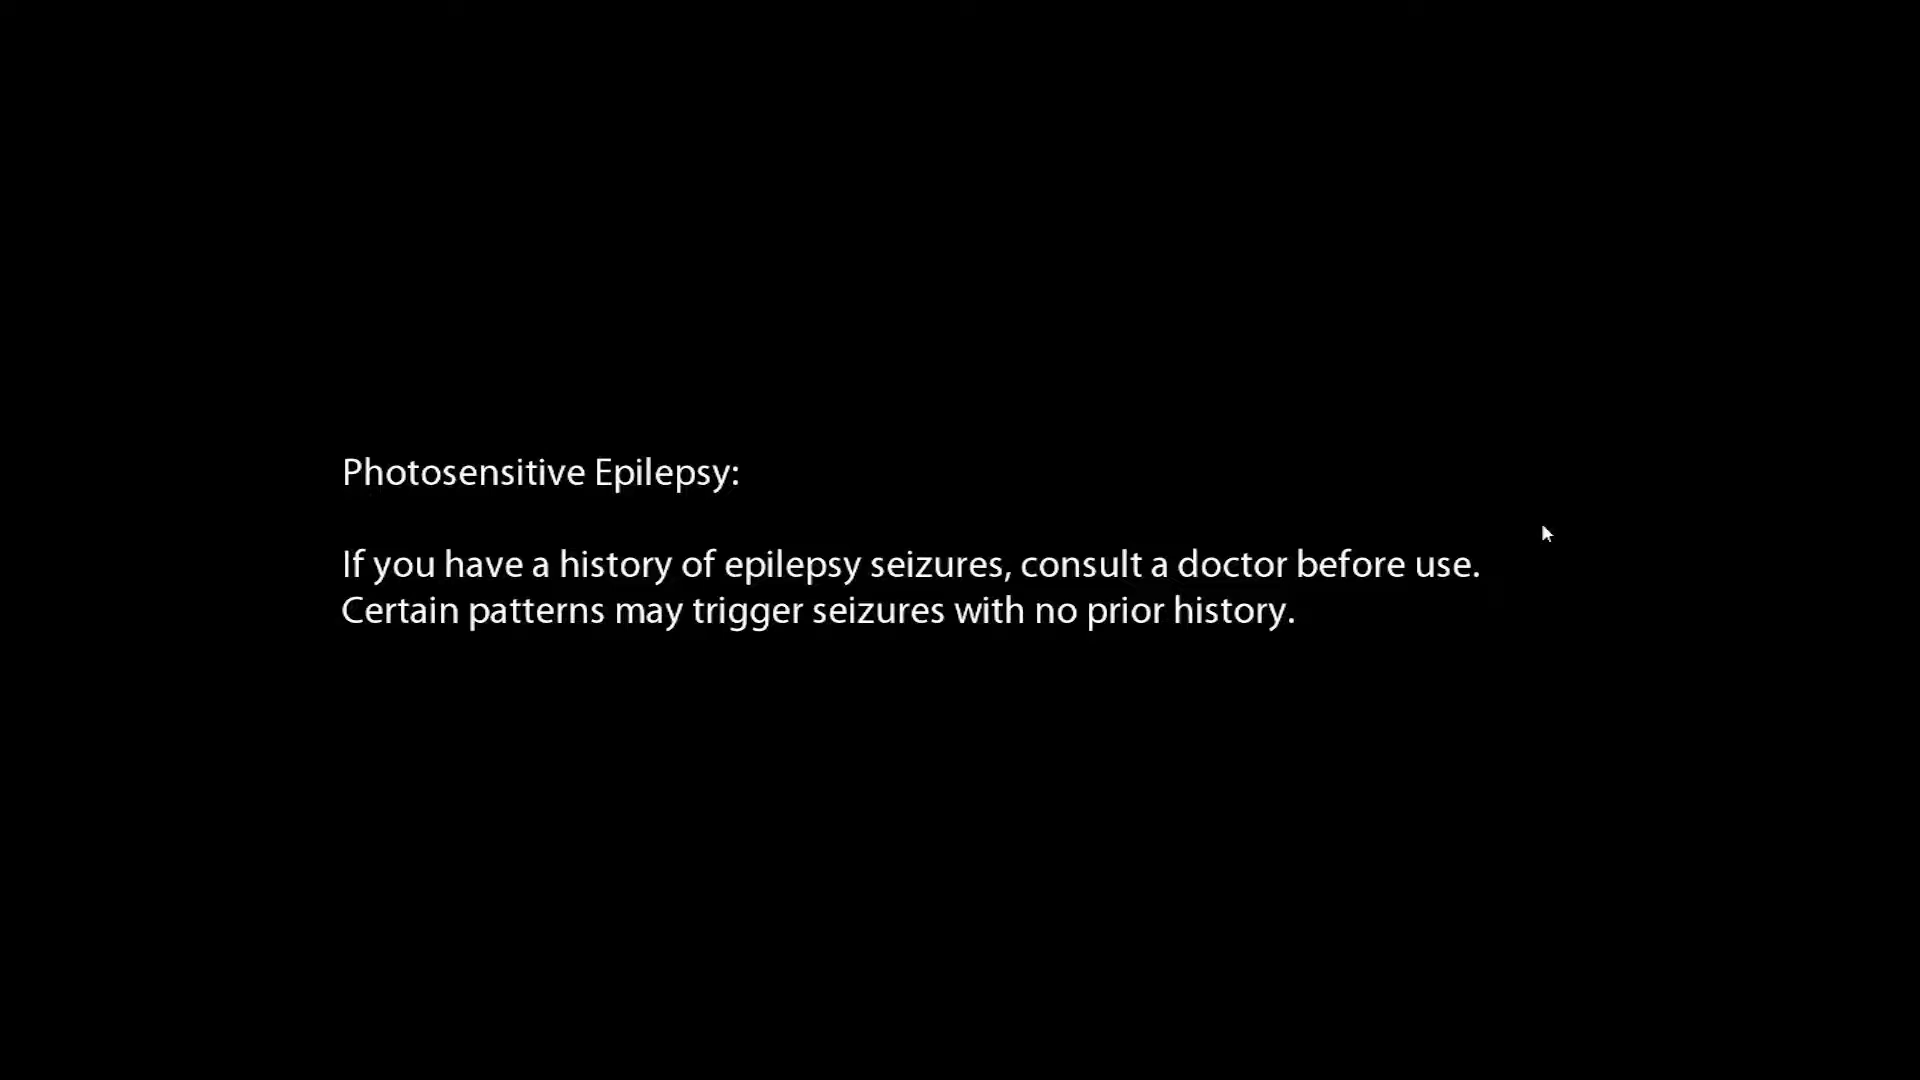 Photosensitive Epilepsy:
If you have a history of epilepsy seizures, consult a doctor before use.
Certain patterns may trigger seizures with no prior history.